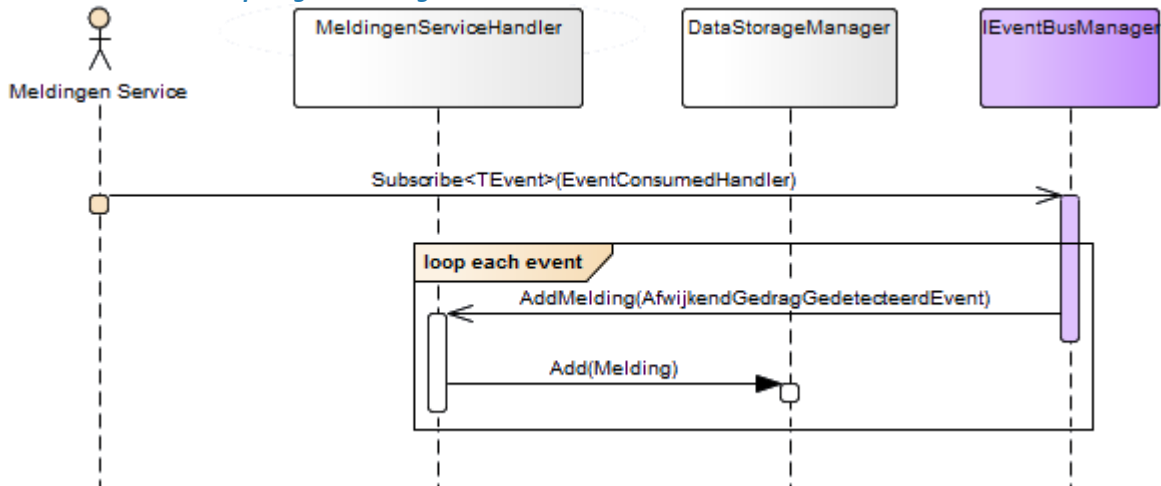 MeldingenServiceHandler
DataStorageManager
IEventBusManager
Meldingen Service
Subscribe<TEvent>(EventConsumedHandler)
loop each event
AddMelding(AfwijkendGedragGedetecteerdEvent)
Add(Melding)